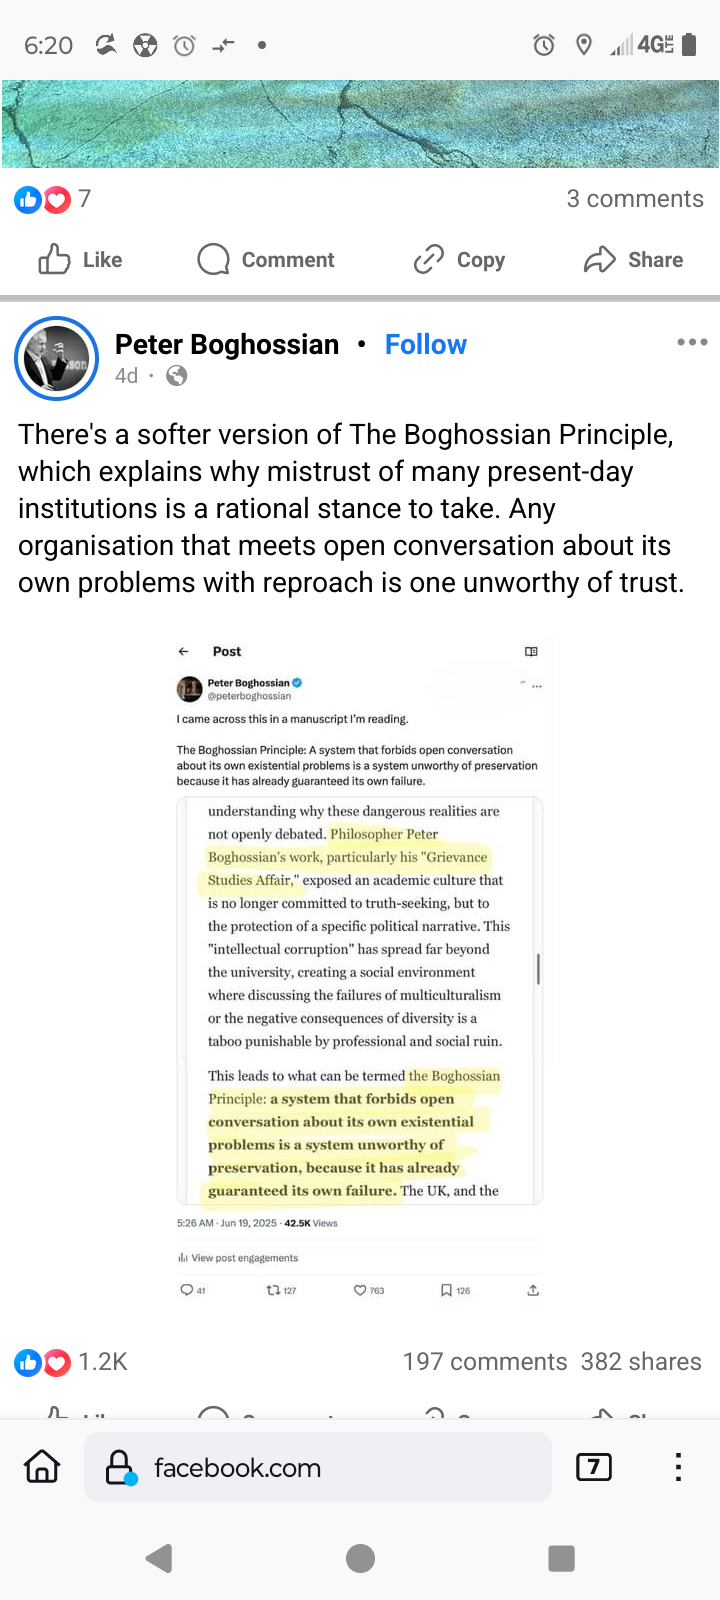 6:20
4G LTE
7
3 comments
Like
Comment
Copy
Share
Peter Boghossian • Follow
4d ·
There's a softer version of The Boghossian Principle,
which explains why mistrust of many present-day
institutions is a rational stance to take. Any
organisation that meets open conversation about its
own problems with reproach is one unworthy of trust.
Post
Peter Boghossian
@peterboghossian
I came across this in a manuscript I'm reading.
The Boghossian Principle: A system that forbids open conversation
about its own existential problems is a system unworthy of preservation
because it has already guaranteed its own failure.
understanding why these dangerous realities are
not openly debated. Philosopher Peter
Boghossian's work, particularly his "Grievance
Studies Affair," exposed an academic culture that
is no longer committed to truth-seeking, but to
the protection of a specific political narrative. This
"intellectual corruption" has spread far beyond
the university, creating a social environment
where discussing the failures of multiculturalism
or the negative consequences of diversity is a
taboo punishable by professional and social ruin.
This leads to what can be termed the Boghossian
Principle: a system that forbids open
conversation about its own existential
problems is a system unworthy of
preservation, because it has already
guaranteed its own failure. The UK, and the
5:26 AM · Jun 19, 2025 · 42.5K Views
View post engagements
41
127
763
126
1.2K
197 comments 382 shares
facebook.com
7